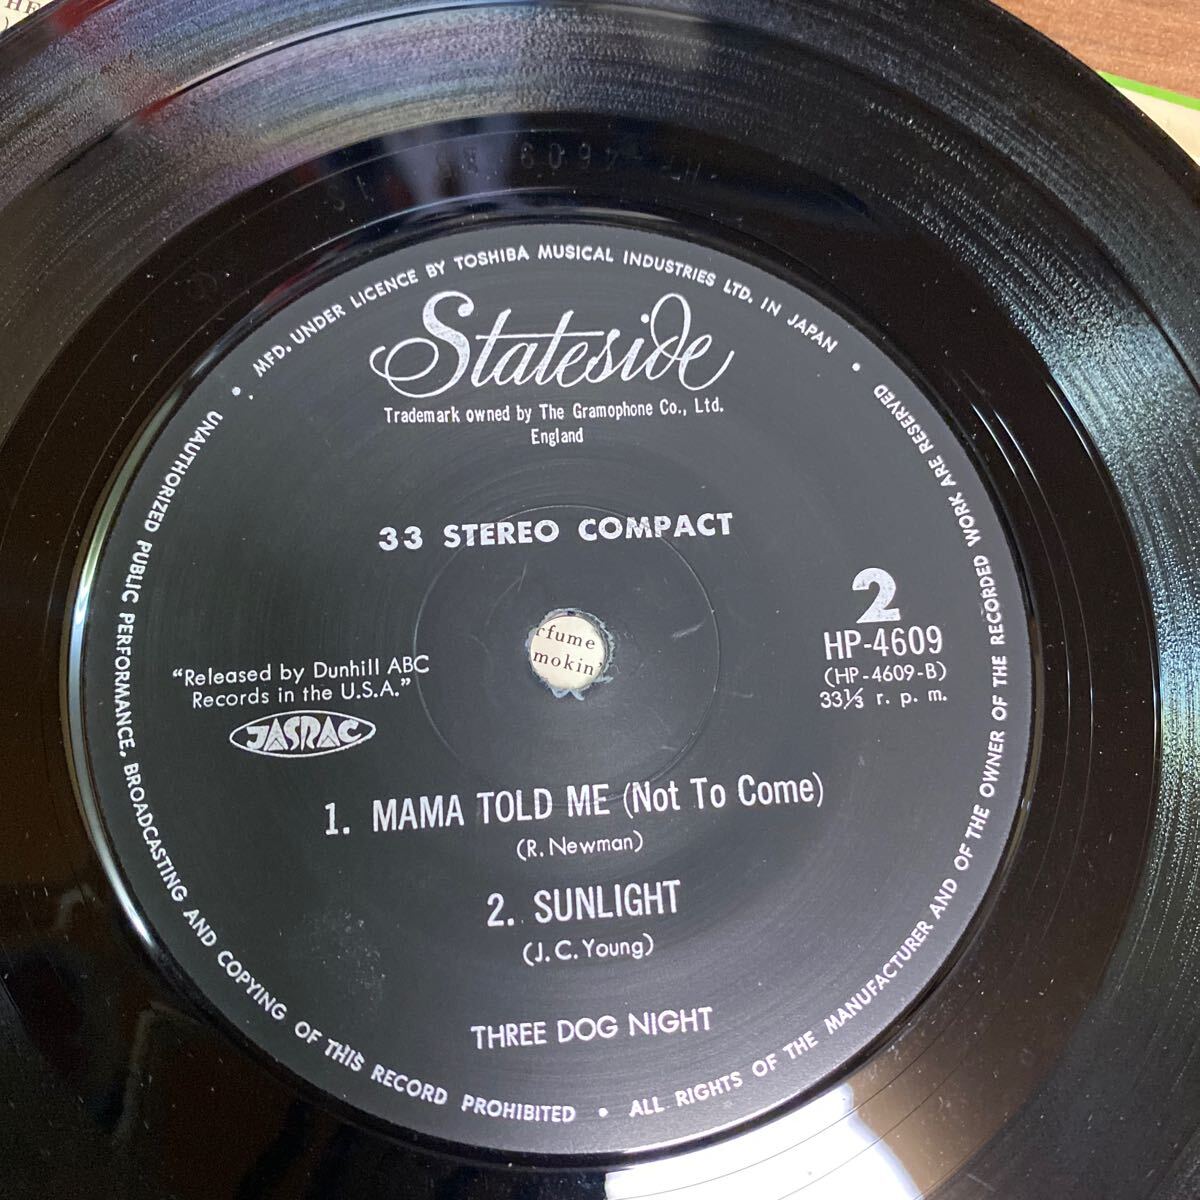 MFD. UNDER LICENCE BY TOSHIBA MUSICAL INDUSTRIES LTD. IN JAPAN •
Stateside
Trademark owned by The Gramophone Co., Ltd.
England
33 STEREO COMPACT
2
HP-4609
(HP-4609-B)
33⅓ r. p. m.
rfume
mokin'
"Released by Dunhill ABC
Records in the U.S.A."
JASRAC
1. MAMA TOLD ME (Not To Come)
(R. Newman)
2. SUNLIGHT
(J. C. Young)
THREE DOG NIGHT
• UNAUTHORIZED PUBLIC PERFORMANCE, BROADCASTING AND COPYING OF THIS RECORD PROHIBITED • ALL RIGHTS OF THE MANUFACTURER AND OF THE OWNER OF THE RECORDED WORK ARE RESERVED